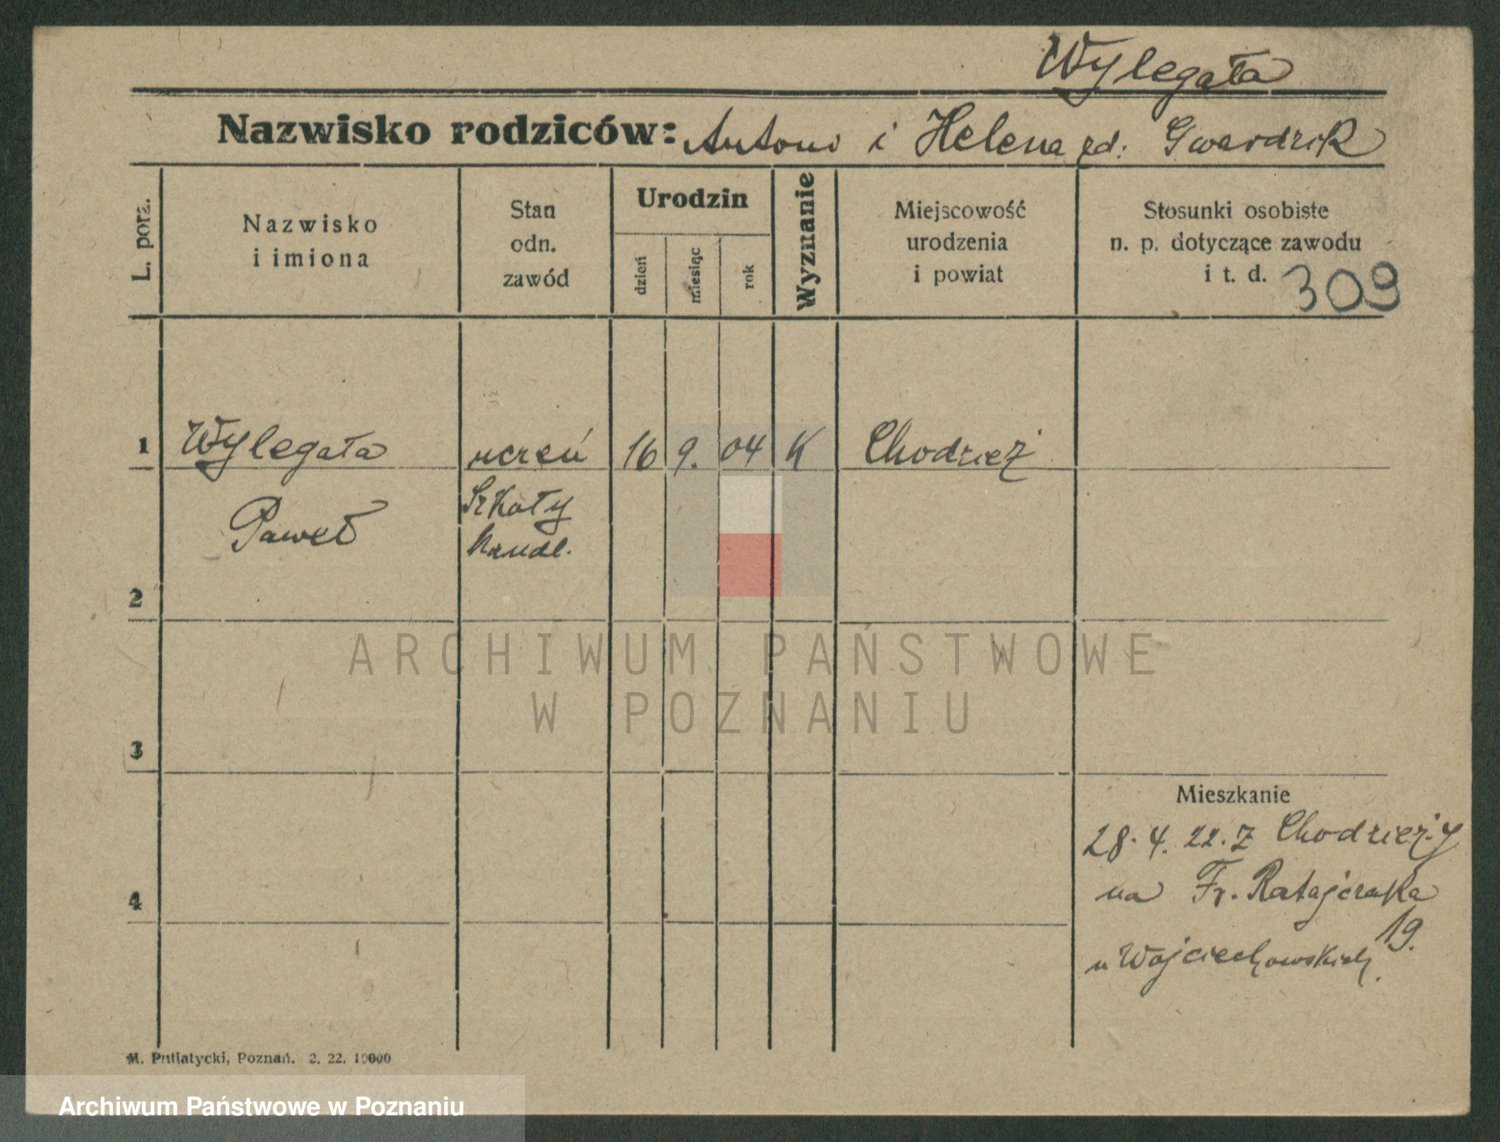 Wylegała
Nazwisko rodziców: Antoni i Helena Gwardzik
L. porz.
Nazwisko
i imiona
Stan
odn.
zawód
Urodzin
dzień
miesiąc
rok
Wyznanie
Miejscowość
urodzenia
i powiat
Stosunki osobiste
n. p. dotyczące zawodu
i t. d. 309
1 Wylegała uczeń 16 9. 04 K Chodzież
Szkoły
Paweł
handl.
2
ARCHIWUM PAŃSTWOWE
W POZNANIU
3
Mieszkanie
28. 4. 22. z Chodzieży
4
na Fr. Ratajczaka
19.
u Wojciechowskich
M. Putiatycki, Poznań. 2. 22. 10000
Archiwum Państwowe w Poznaniu